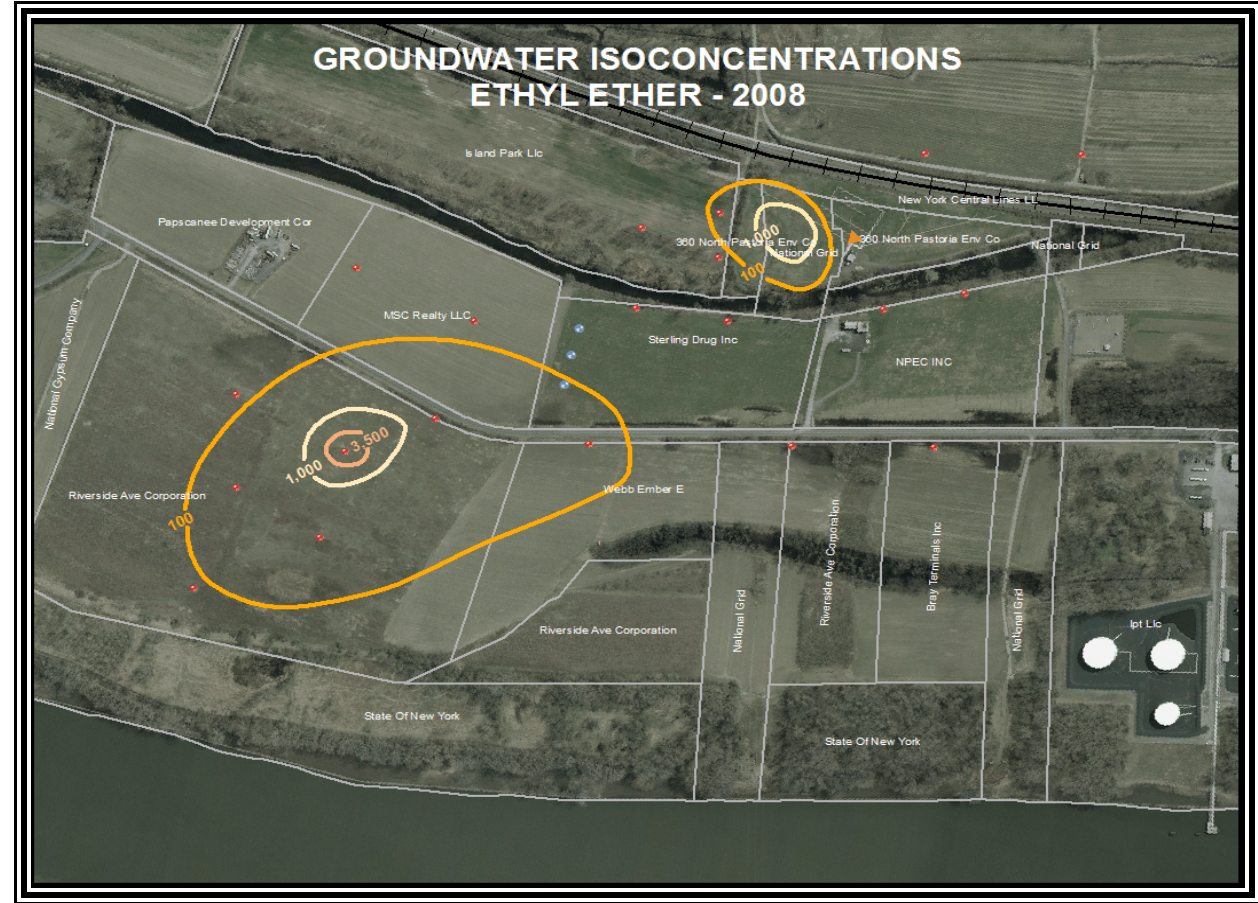 GROUNDWATER ISOCONCENTRATIONS
ETHYL ETHER - 2008
Island Park Llc
New York Central Lines LL
Papscanee Development Cor
1,000
360 North Pastoria Env Co
360 North Pastoria Env Co
National Grid
National Grid
100
MSC Realty LLC
Sterling Drug Inc
NPEC INC
National Gypsum Company
3,500
1,000
Riverside Ave Corporation
100
Webb Ember E
Riverside Ave Corporation
Bray Terminals Inc
National Grid
National Grid
Ipt Llc
Riverside Ave Corporation
State Of New York
State Of New York